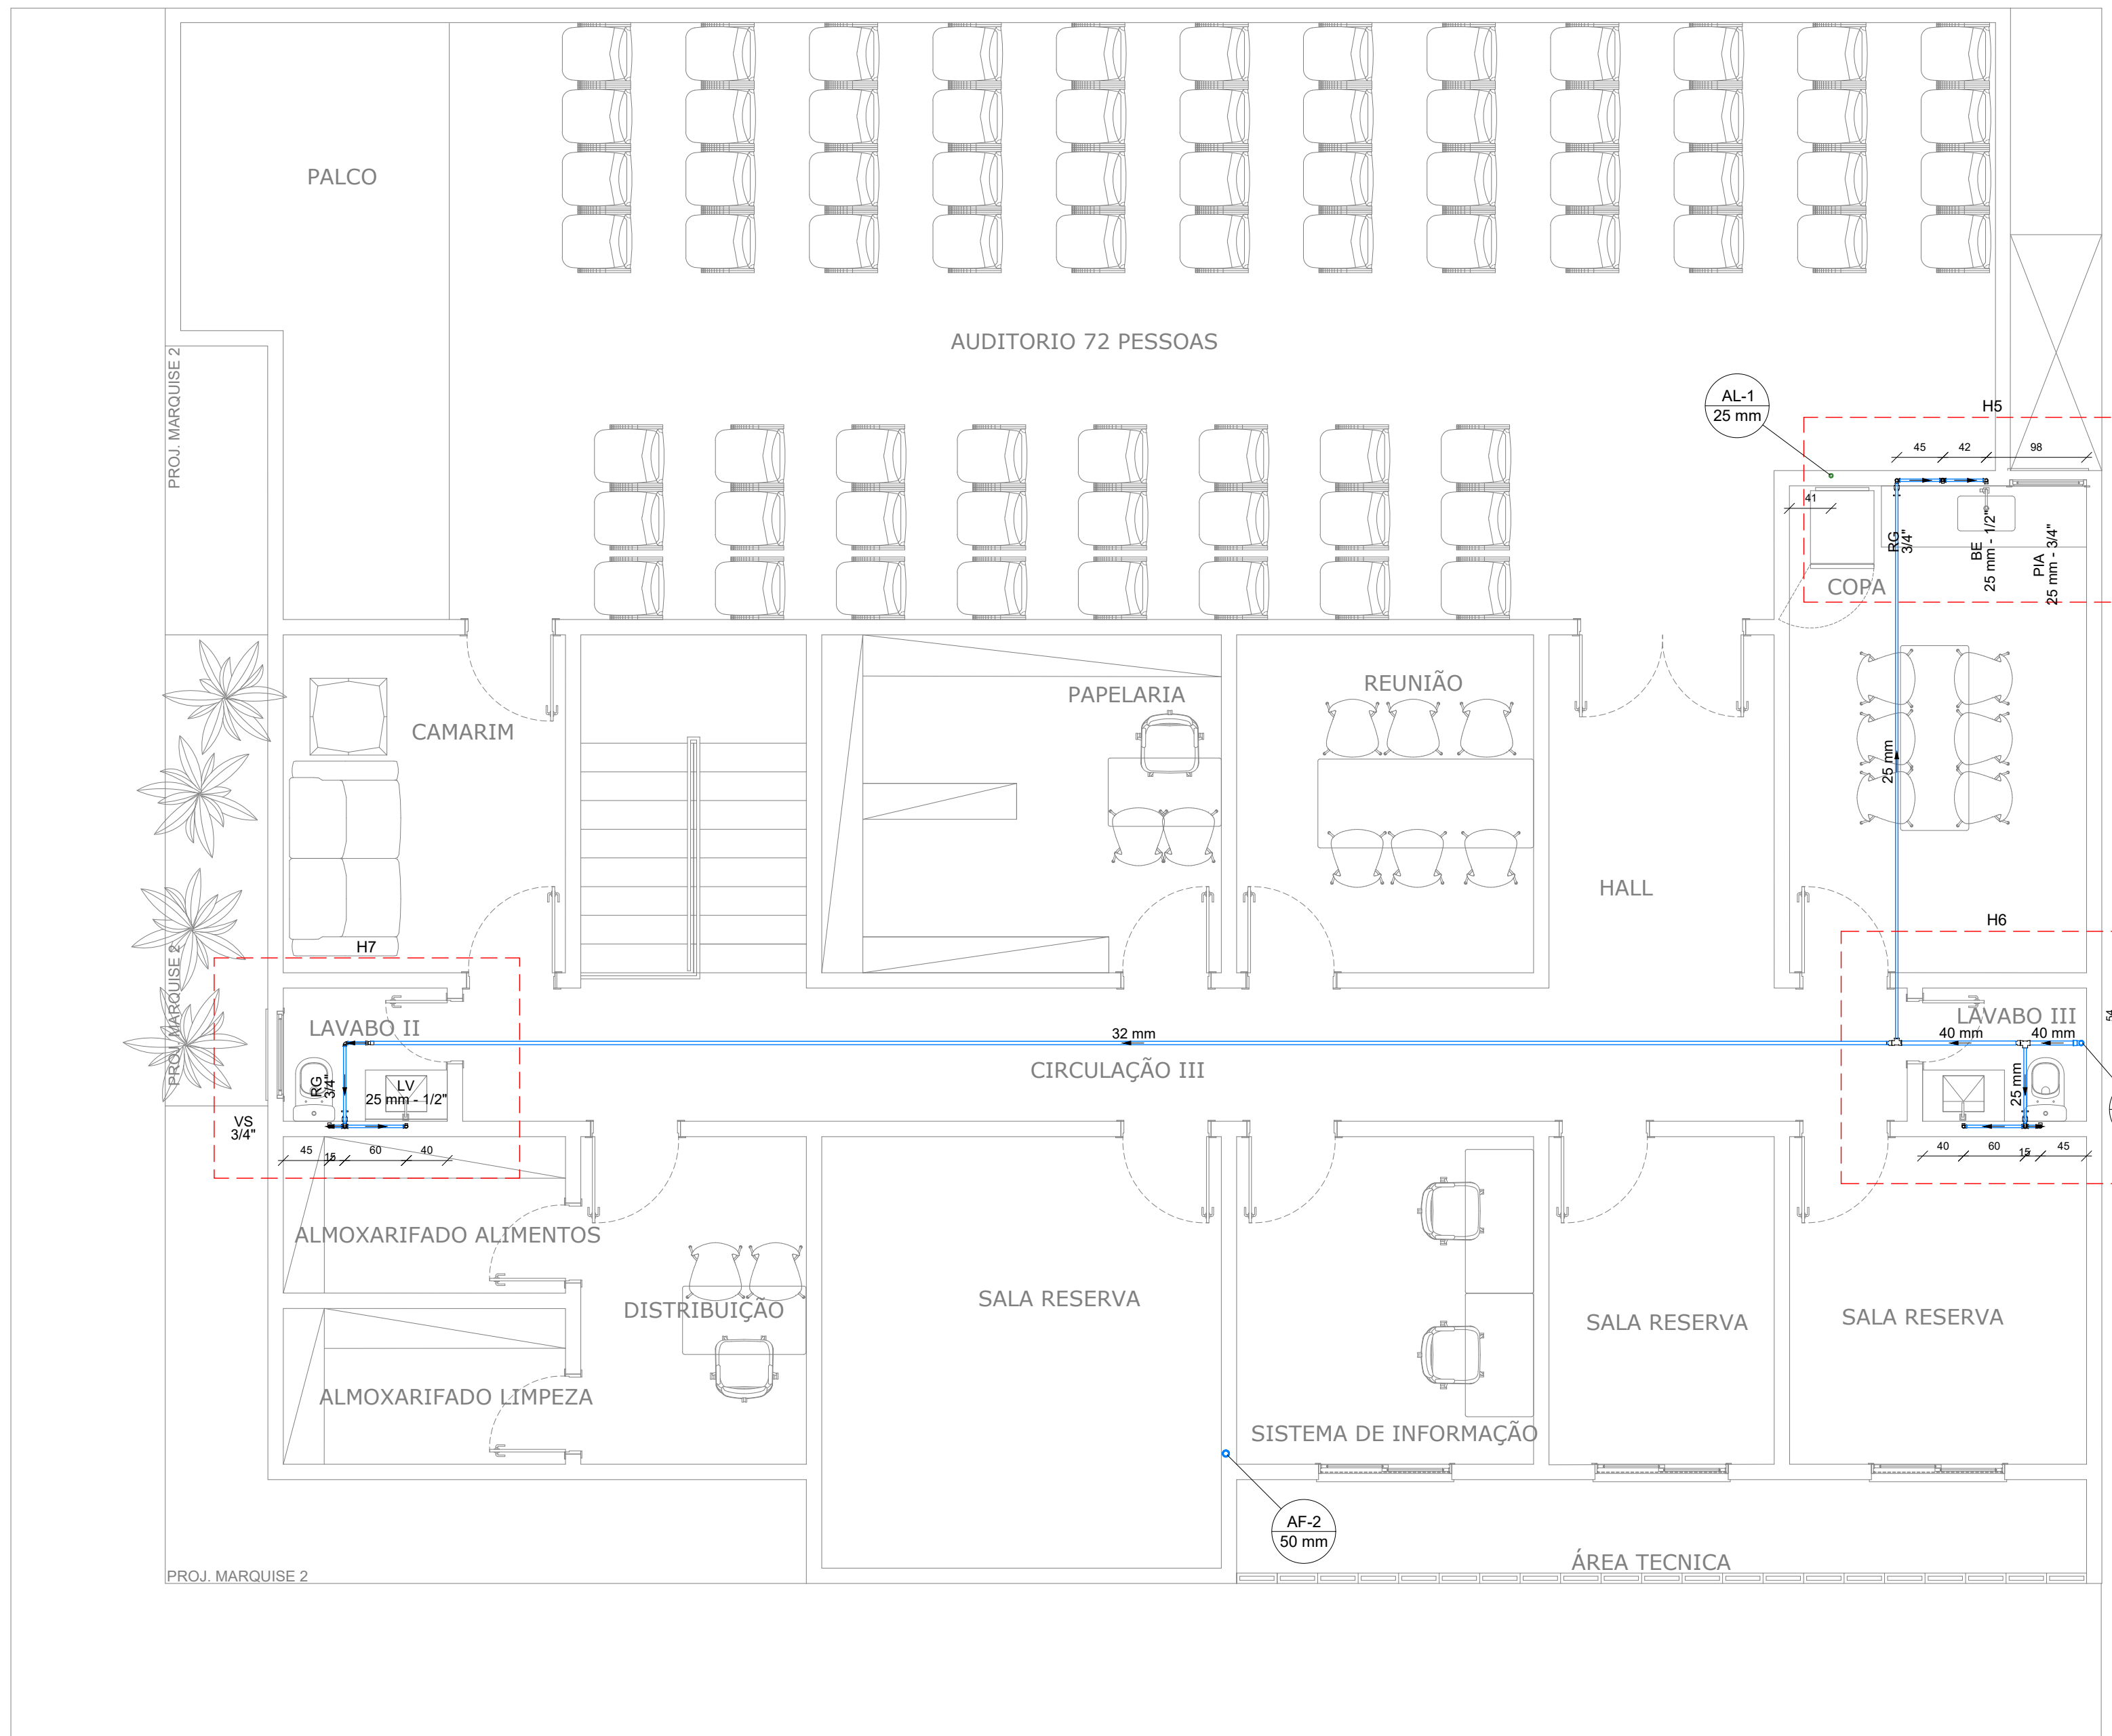 PALCO
AUDITORIO 72 PESSOAS
PROJ. MARQUISE 2
AL-1
25 mm
H5
45
42
98
41
RG
3/4"
BE
25 mm - 1/2"
PIA
25 mm - 3/4"
COPA
CAMARIM
PAPELARIA
REUNIÃO
25 mm
HALL
H7
H6
PROJ. MARQUISE 2
LAVABO II
LAVABO III
32 mm
40 mm
40 mm
54
CIRCULAÇÃO III
RG
3/4"
LV
25 mm - 1/2"
25 mm
VS
3/4"
45
15
60
40
40
60
15
45
ALMOXARIFADO ALIMENTOS
DISTRIBUIÇÃO
SALA RESERVA
SALA RESERVA
SALA RESERVA
ALMOXARIFADO LIMPEZA
SISTEMA DE INFORMAÇÃO
AF-2
50 mm
ÁREA TECNICA
PROJ. MARQUISE 2